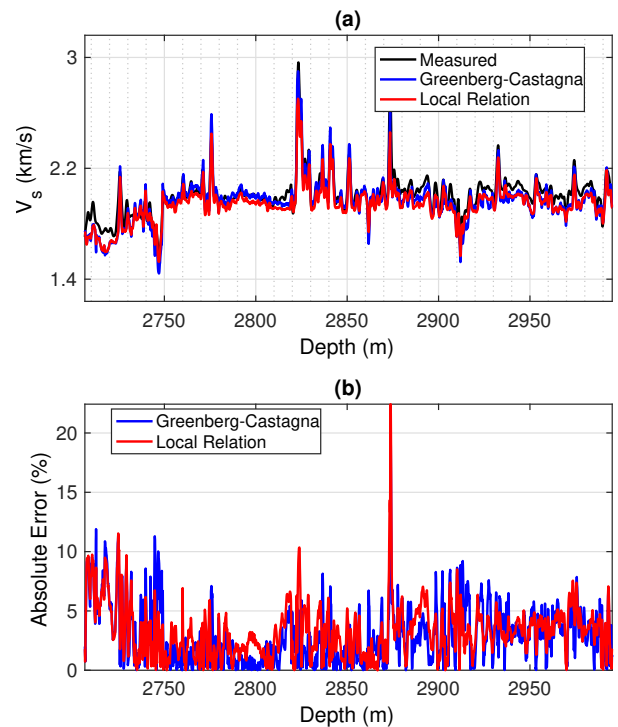 (a)
3
2.2
1.4
V_s (km/s)
Measured
Greenberg-Castagna
Local Relation
2750 2800 2850 2900 2950
Depth (m)
(b)
20
15
10
5
0
Absolute Error (%)
Greenberg-Castagna
Local Relation
2750 2800 2850 2900 2950
Depth (m)